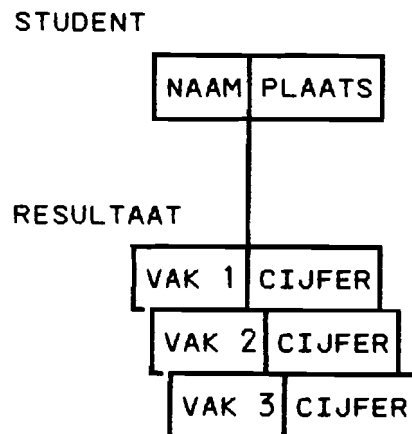 STUDENT
NAAM PLAATS
RESULTAAT
VAK 1 CIJFER
VAK 2 CIJFER
VAK 3 CIJFER